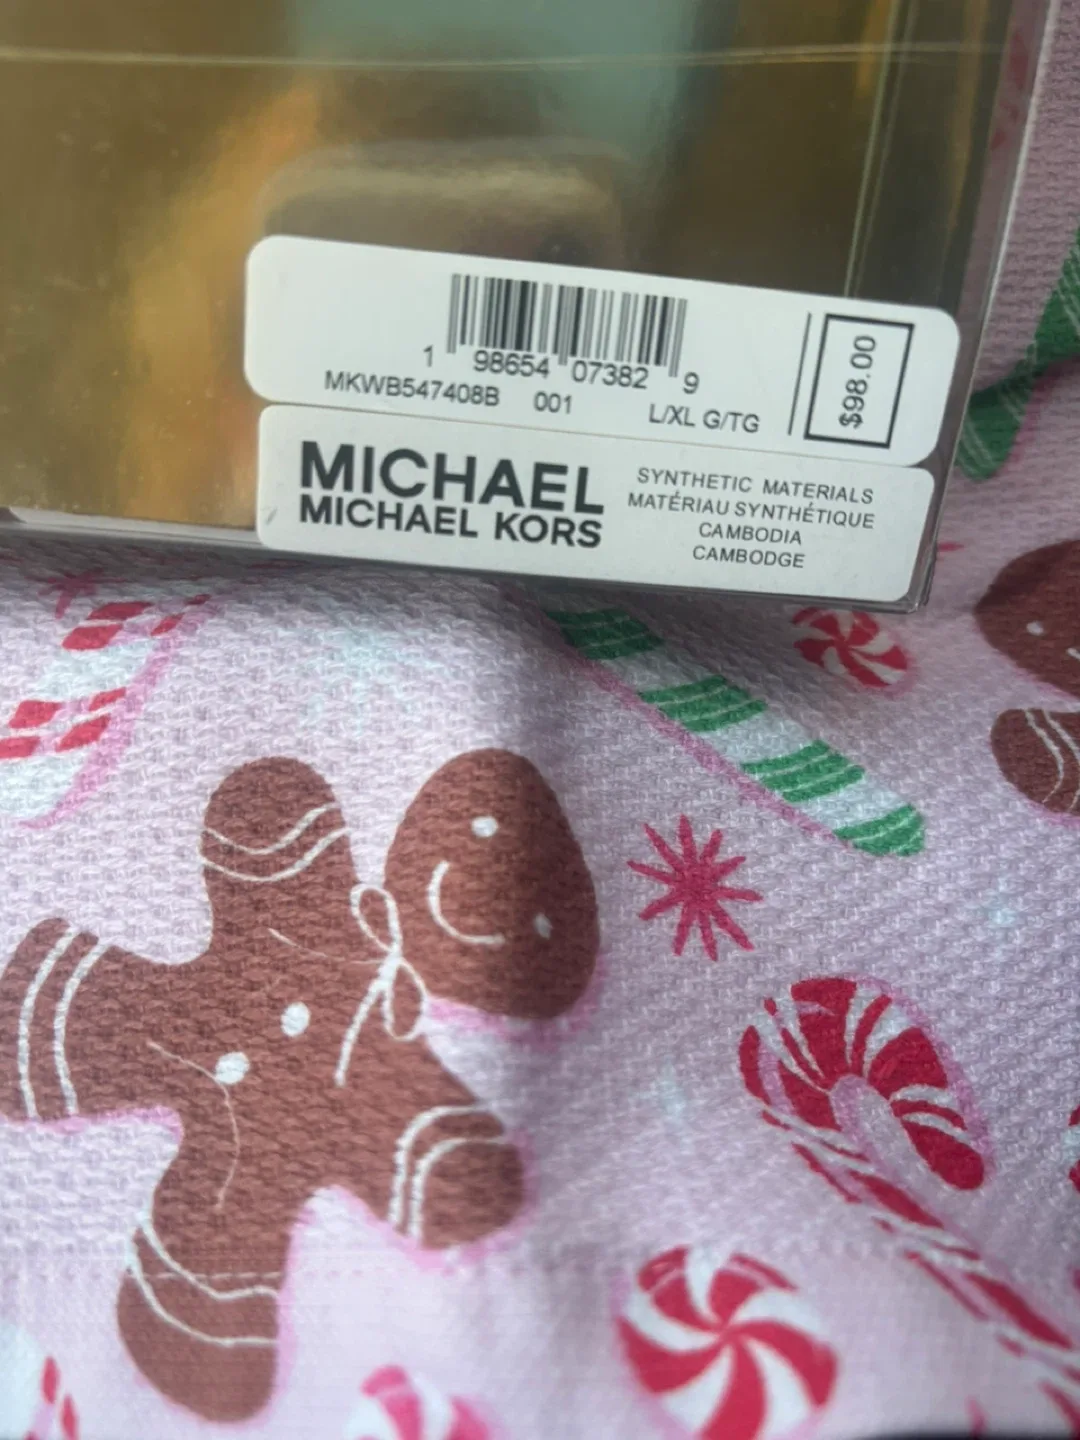 1 98654 07382 9
MKWB547408B 001 L/XL G/TG
$98.00
MICHAEL
MICHAEL KORS
SYNTHETIC MATERIALS
MATÉRIAU SYNTHÉTIQUE
CAMBODIA
CAMBODGE